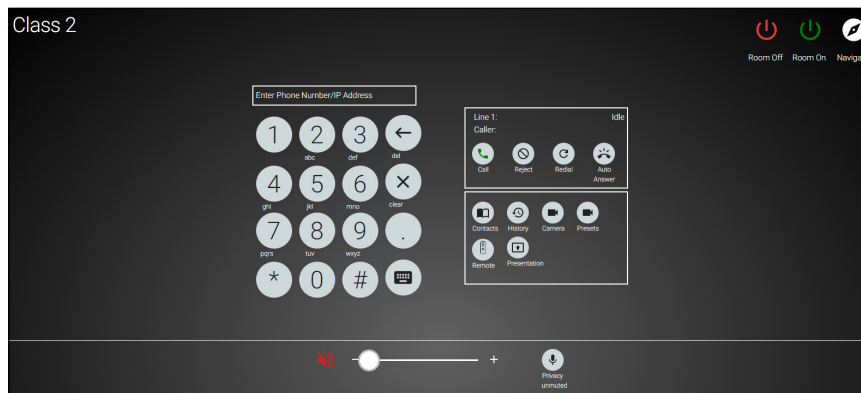 Class 2
Room Off Room On Naviga
Enter Phone Number/IP Address
1 2 3
abc def del
4 5 6
ghi jkl mno clear
7 8 9 .
pqrs tuv wxyz
* 0 #
Line 1: Idle
Caller:
Call Reject Redial Auto
Answer
Contacts History Camera Presets
Remote Presentation
- +
Privacy
unmuted